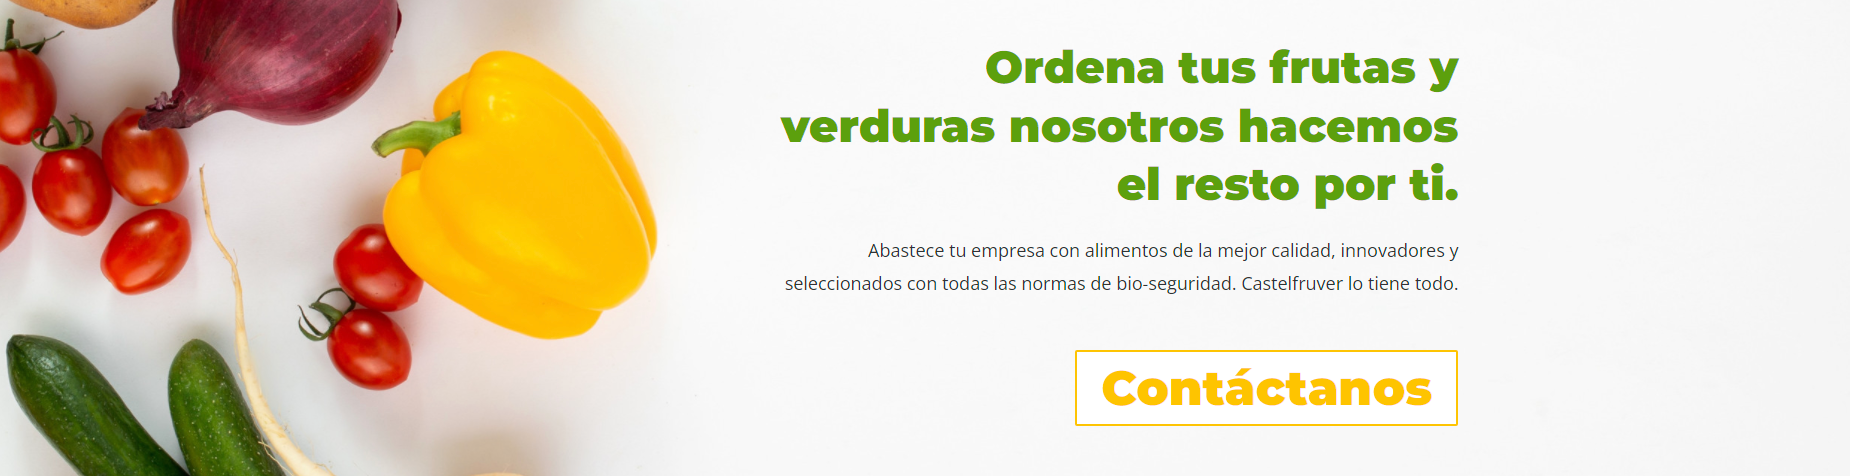 Ordena tus frutas y
verduras nosotros hacemos
el resto por ti.
Abastece tu empresa con alimentos de la mejor calidad, innovadores y
seleccionados con todas las normas de bio-seguridad. Castelfruver lo tiene todo.
Contáctanos